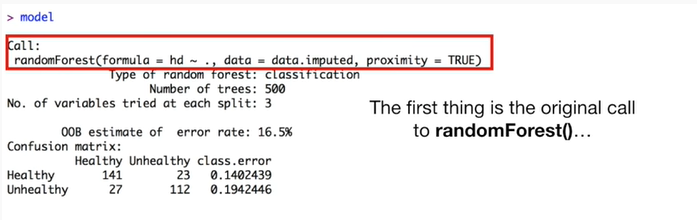 > model
Call:
randomForest(formula = hd ~ ., data = data.imputed, proximity = TRUE)
Type of random forest: classification
Number of trees: 500
No. of variables tried at each split: 3
OOB estimate of  error rate: 16.5%
Confusion matrix:
Healthy Unhealthy class.error
Healthy 141 23 0.1402439
Unhealthy 27 112 0.1942446
The first thing is the original call
to randomForest()…